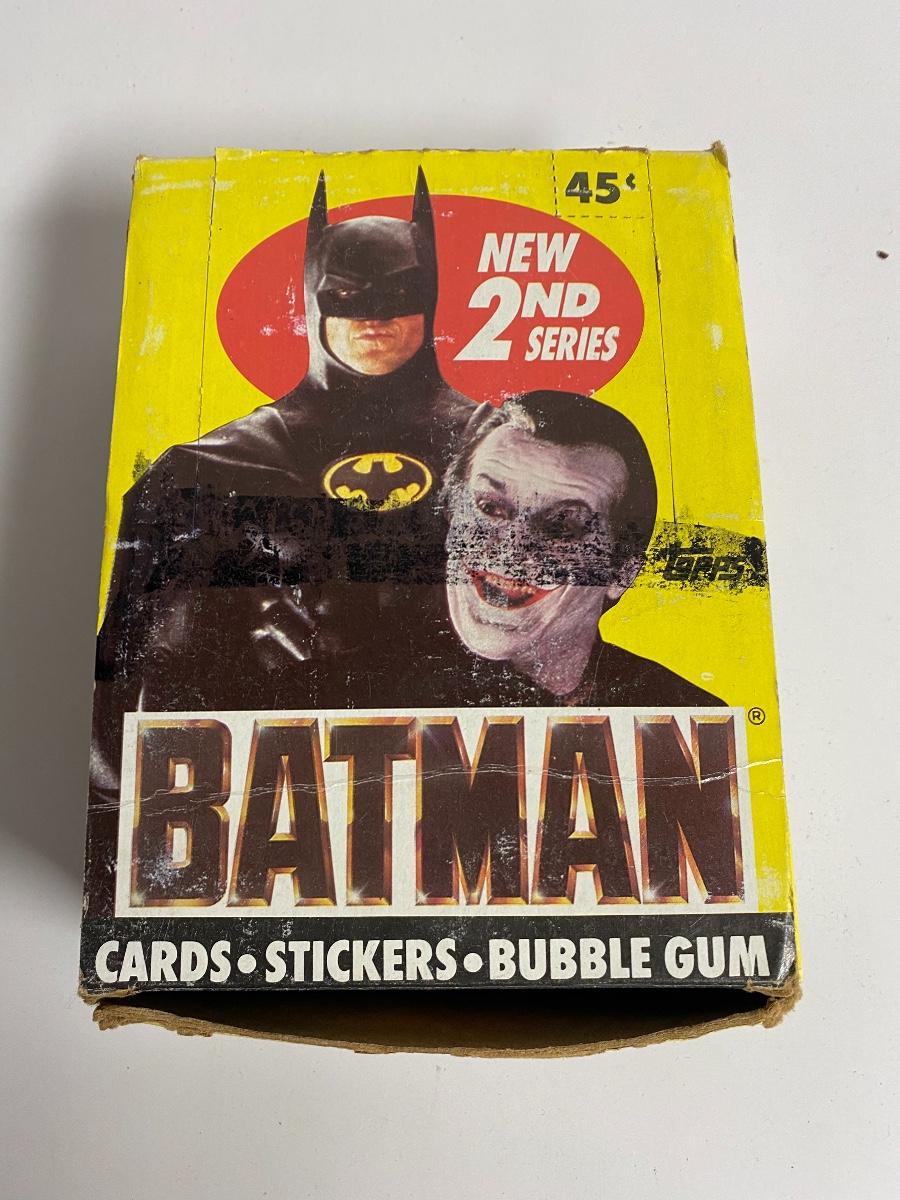 45¢
NEW
2ND
SERIES
TOPPS
BATMAN®
CARDS•STICKERS•BUBBLE GUM